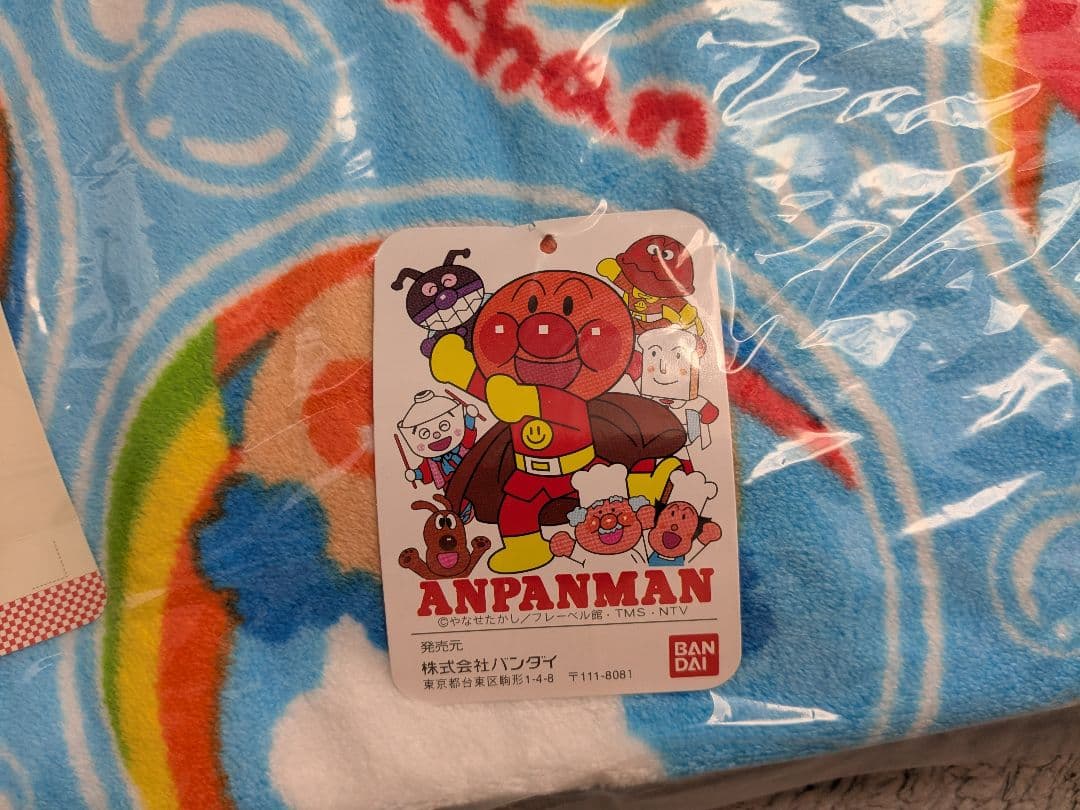 chan
ANPANMAN
©やなせたかし/フレーベル館・TMS・NTV
発売元
株式会社バンダイ
東京都台東区駒形1-4-8 〒111-8081
BAN
DAI